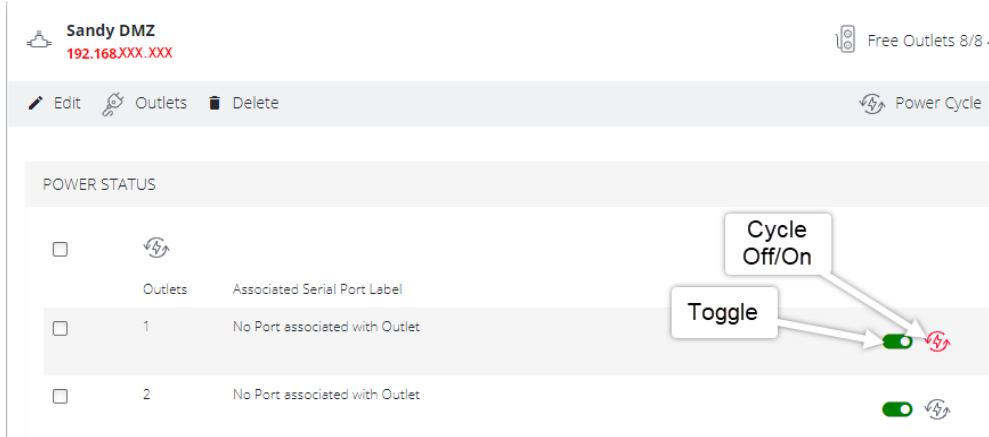 Sandy DMZ
192.168.XXX.XXX
Free Outlets 8/8
Edit Outlets Delete
Power Cycle
POWER STATUS
Cycle
Off/On
Outlets Associated Serial Port Label
Toggle
1 No Port associated with Outlet
2 No Port associated with Outlet